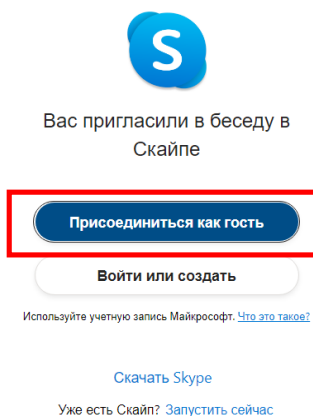 S
Вас пригласили в беседу в
Скайпе
Присоединиться как гость
Войти или создать
Используйте учетную запись Майкрософт. Что это такое?
Скачать Skype
Уже есть Скайп? Запустить сейчас